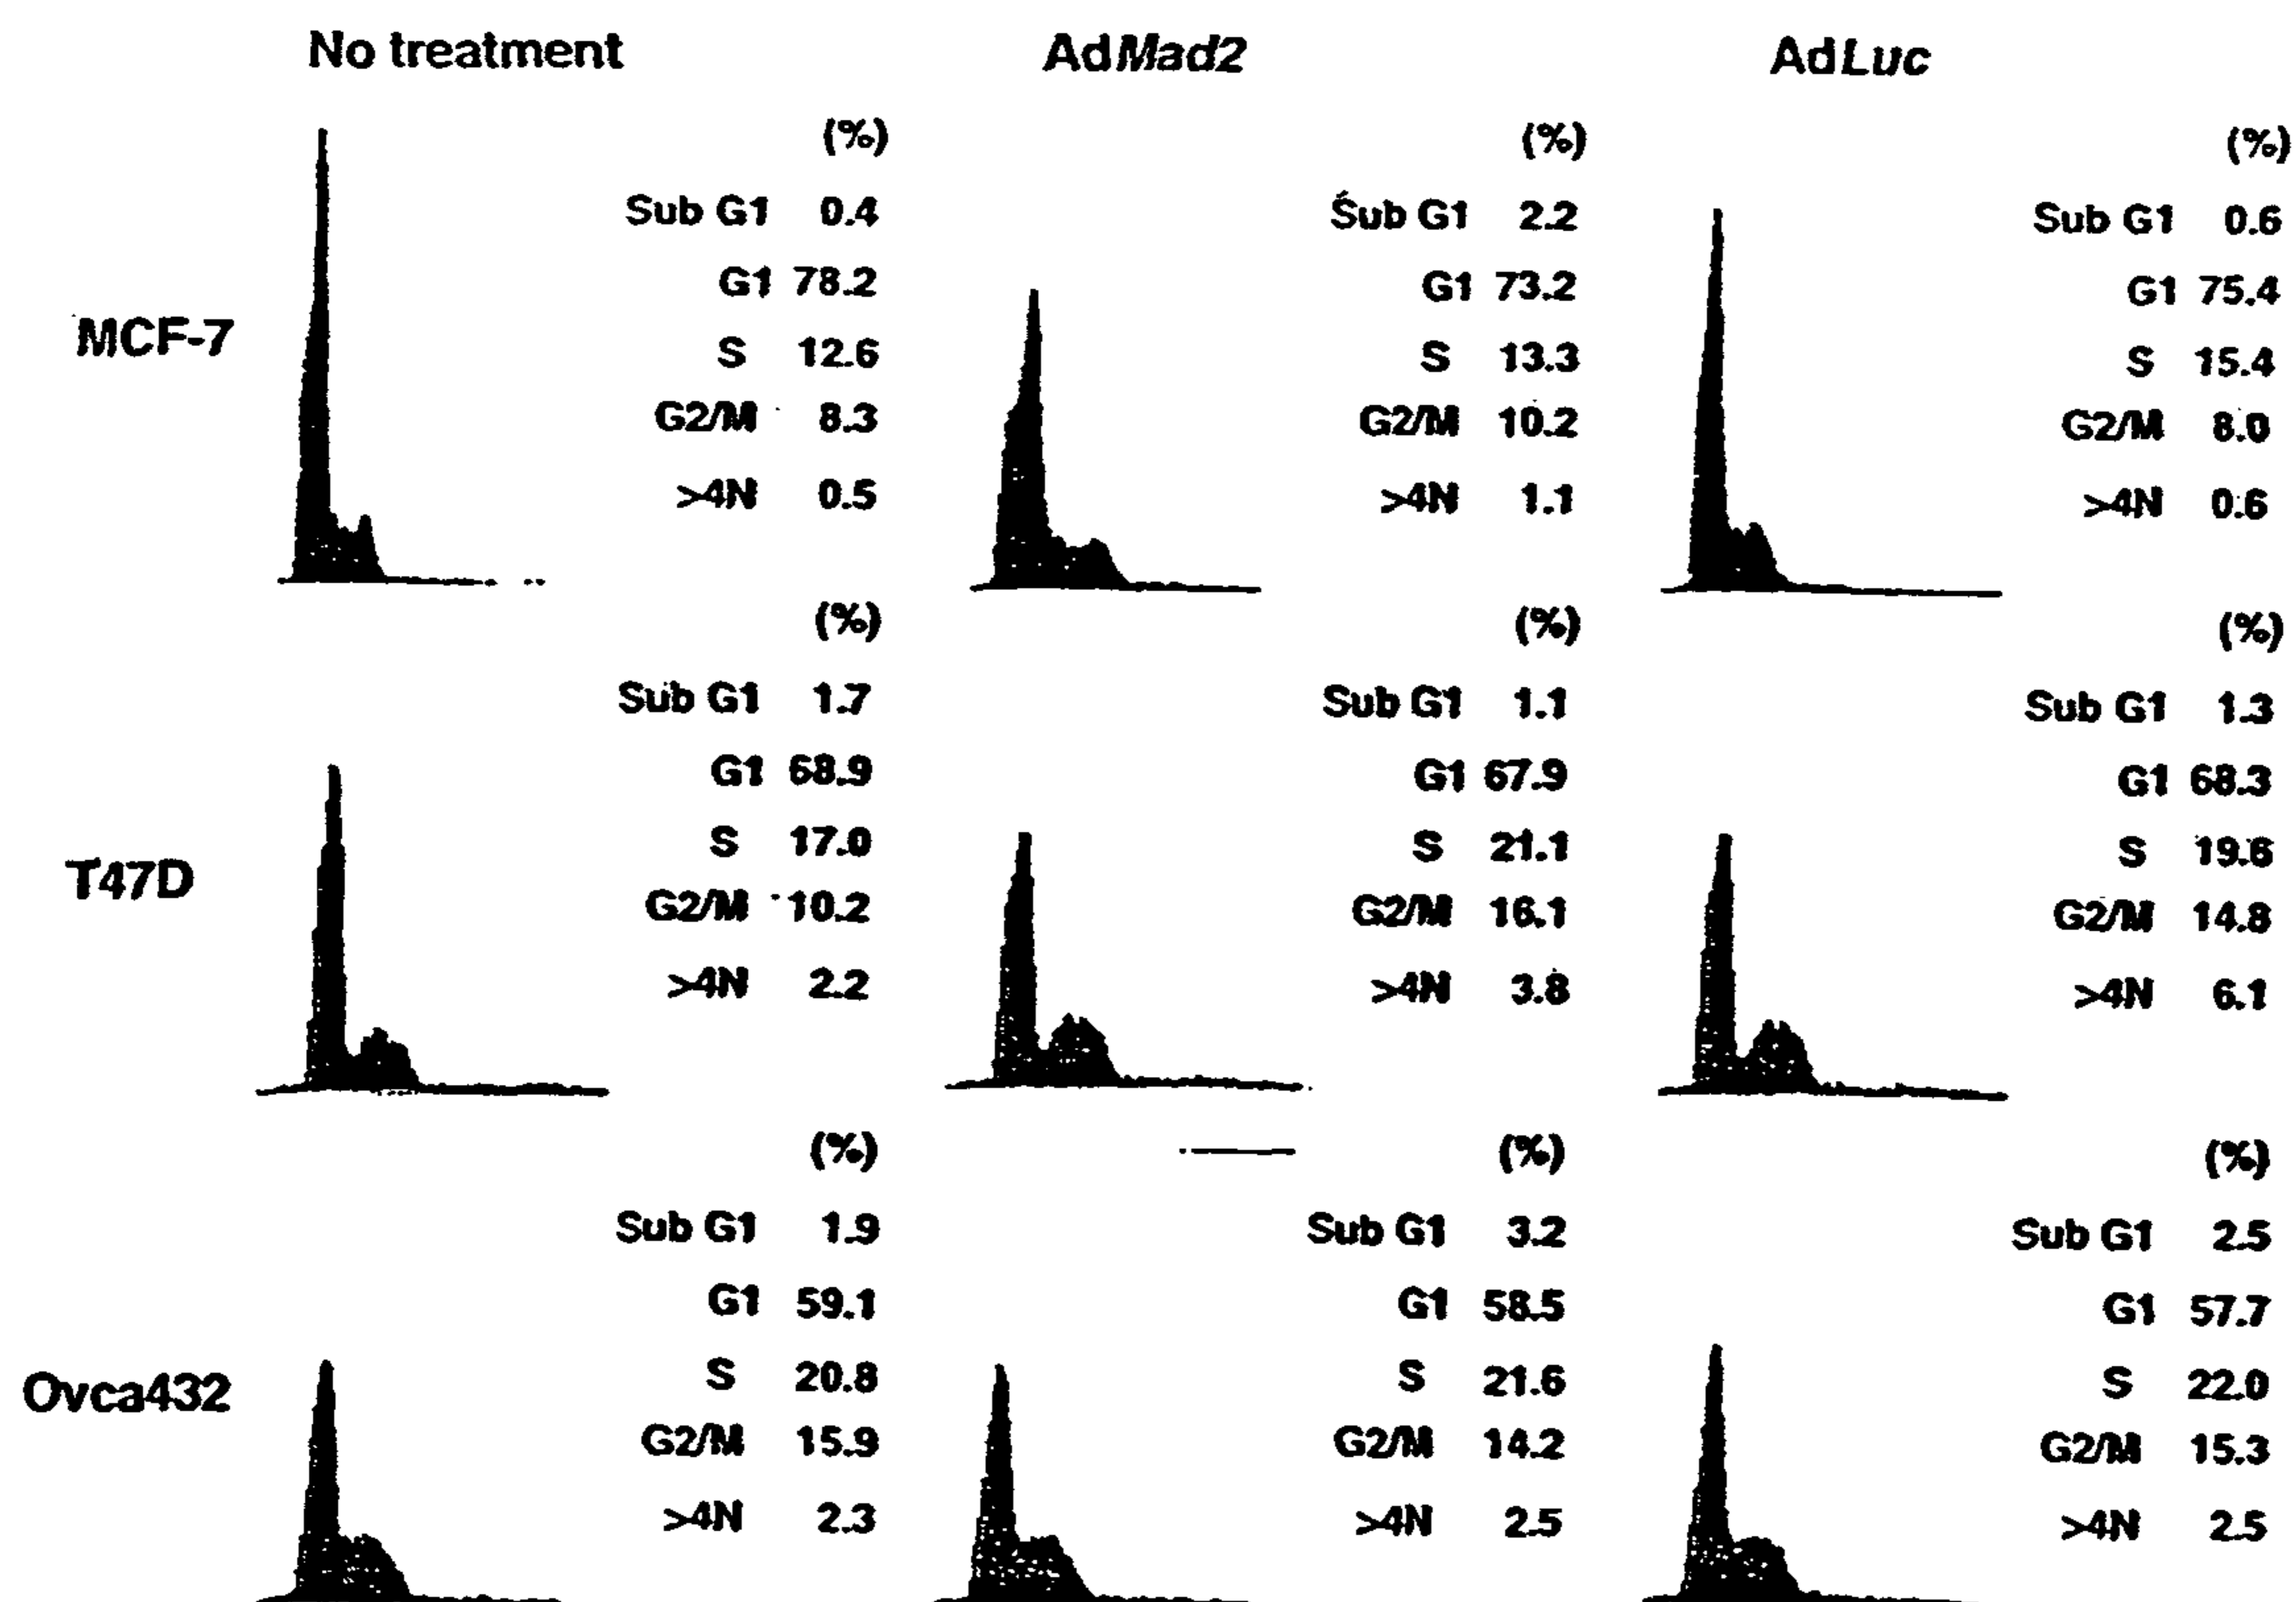 No treatment AdMad2 AdLuc
(%) (%) (%)
Sub G1 0.4 Sub G1 2.2 Sub G1 0.6
G1 78.2 G1 73.2 G1 75.4
MCF-7
S 12.6 S 13.3 S 15.4
G2/M 8.3 G2/M 10.2 G2/M 8.0
>4N 0.5 >4N 1.1 >4N 0.6
(%) (%) (%)
Sub G1 1.7 Sub G1 1.1 Sub G1 1.3
G1 68.9 G1 67.9 G1 68.3
S 17.0 S 21.1 S 19.6
T47D
G2/M 10.2 G2/M 16.1 G2/M 14.8
>4N 2.2 >4N 3.8 >4N 6.1
(%) (%) (%)
Sub G1 1.9 Sub G1 3.2 Sub G1 2.5
G1 59.1 G1 58.5 G1 57.7
Ovca432 S 20.8 S 21.6 S 22.0
G2/M 15.9 G2/M 14.2 G2/M 15.3
>4N 2.3 >4N 2.5 >4N 2.5